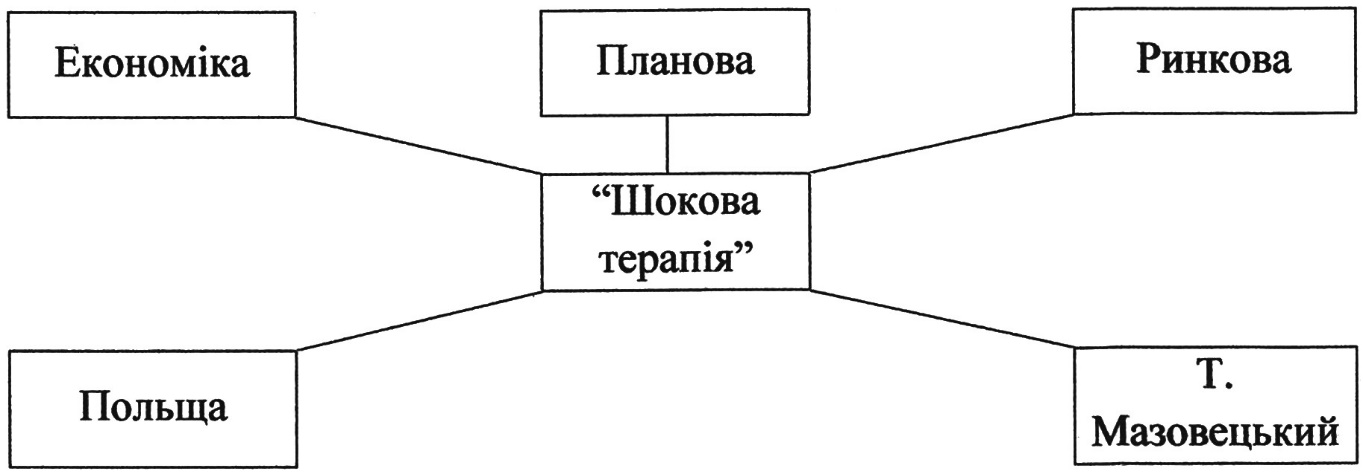 Економіка
Планова
Ринкова
“Шокова
терапія”
Польща
Т.
Мазовецький